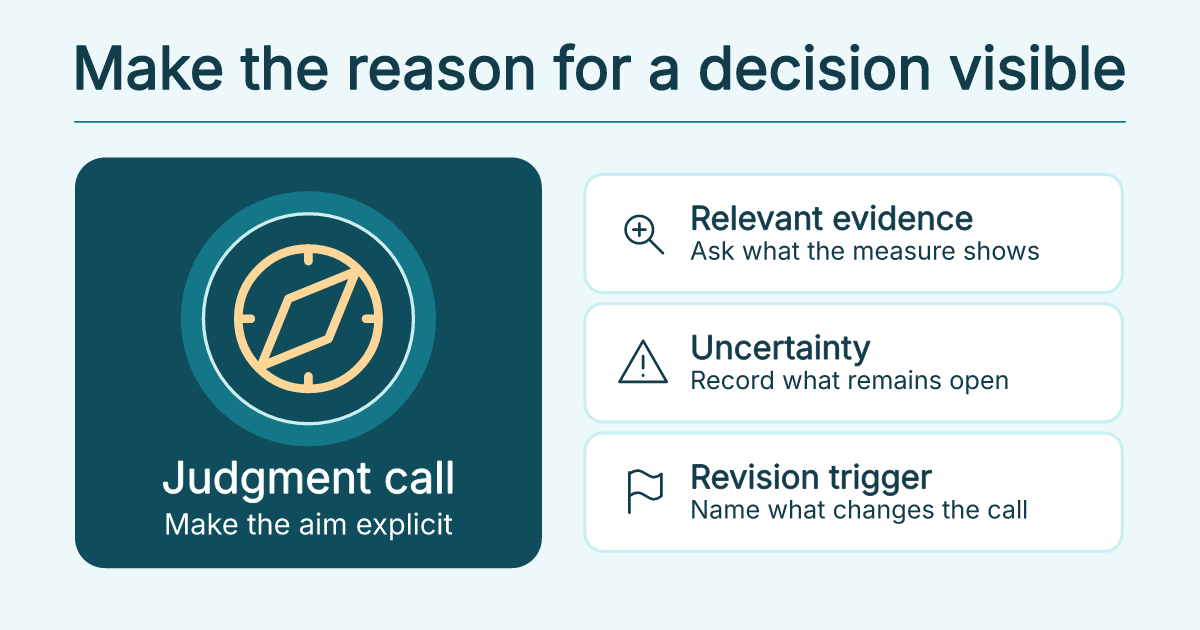 Make the reason for a decision visible
Judgment call
Make the aim explicit
Relevant evidence
Ask what the measure shows
Uncertainty
Record what remains open
Revision trigger
Name what changes the call